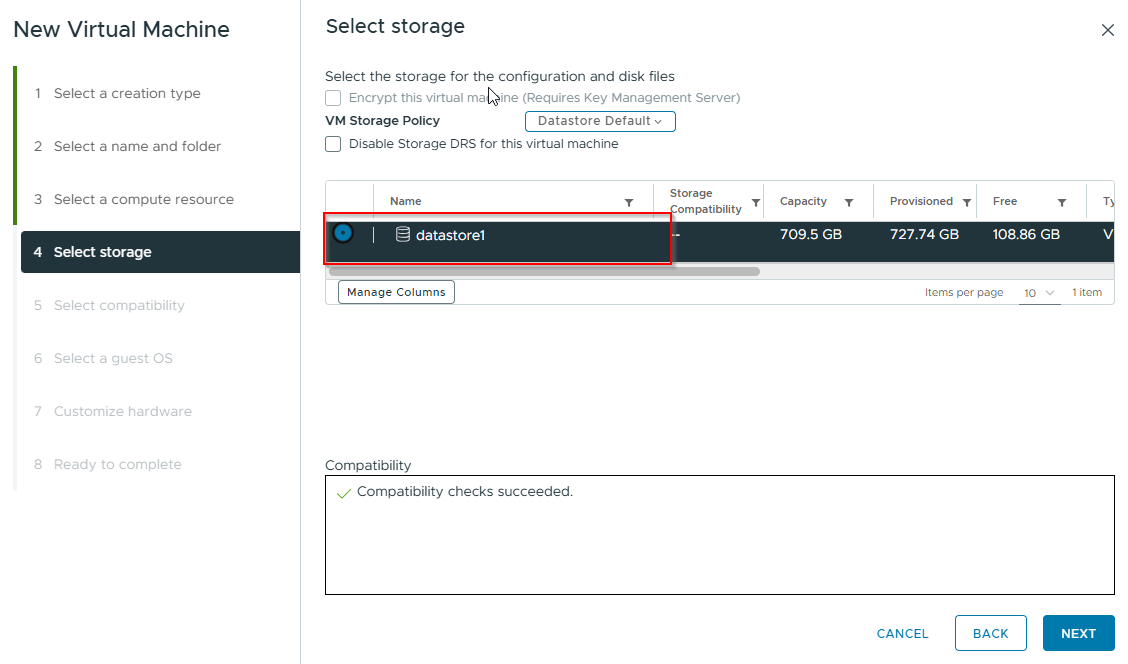 New Virtual Machine
1 Select a creation type
2 Select a name and folder
3 Select a compute resource
4 Select storage
5 Select compatibility
6 Select a guest OS
7 Customize hardware
8 Ready to complete
Select storage
Select the storage for the configuration and disk files
Encrypt this virtual machine (Requires Key Management Server)
VM Storage Policy Datastore Default
Disable Storage DRS for this virtual machine
Name Storage Compatibility Capacity Provisioned Free Ty
datastore1 -- 709.5 GB 727.74 GB 108.86 GB V
Manage Columns Items per page 10 1 item
Compatibility
Compatibility checks succeeded.
CANCEL BACK NEXT